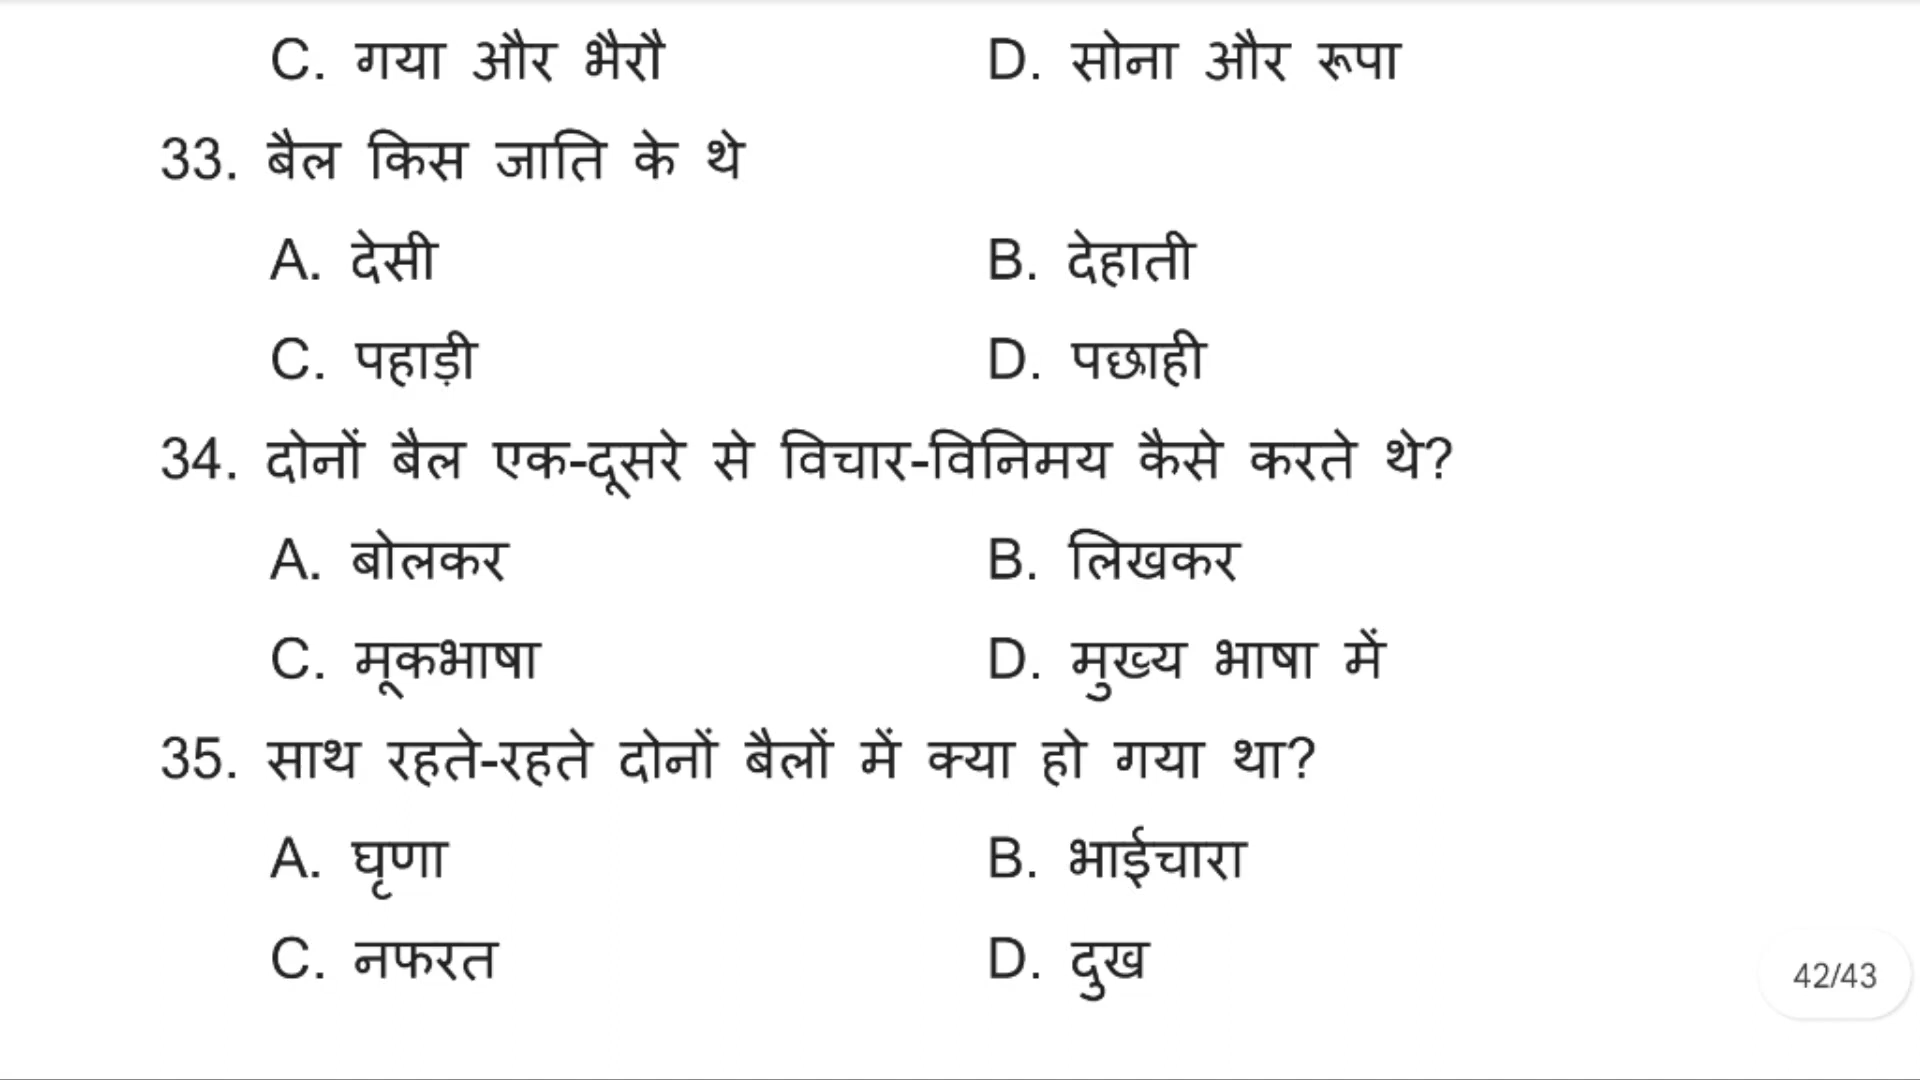 C. गया और भैरौ D. सोना और रूपा
33. बैल किस जाति के थे
A. देसी B. देहाती
C. पहाड़ी D. पछाही
34. दोनों बैल एक-दूसरे से विचार-विनिमय कैसे करते थे?
A. बोलकर B. लिखकर
C. मूकभाषा D. मुख्य भाषा में
35. साथ रहते-रहते दोनों बैलों में क्या हो गया था?
A. घृणा B. भाईचारा
C. नफरत D. दुख
42/43